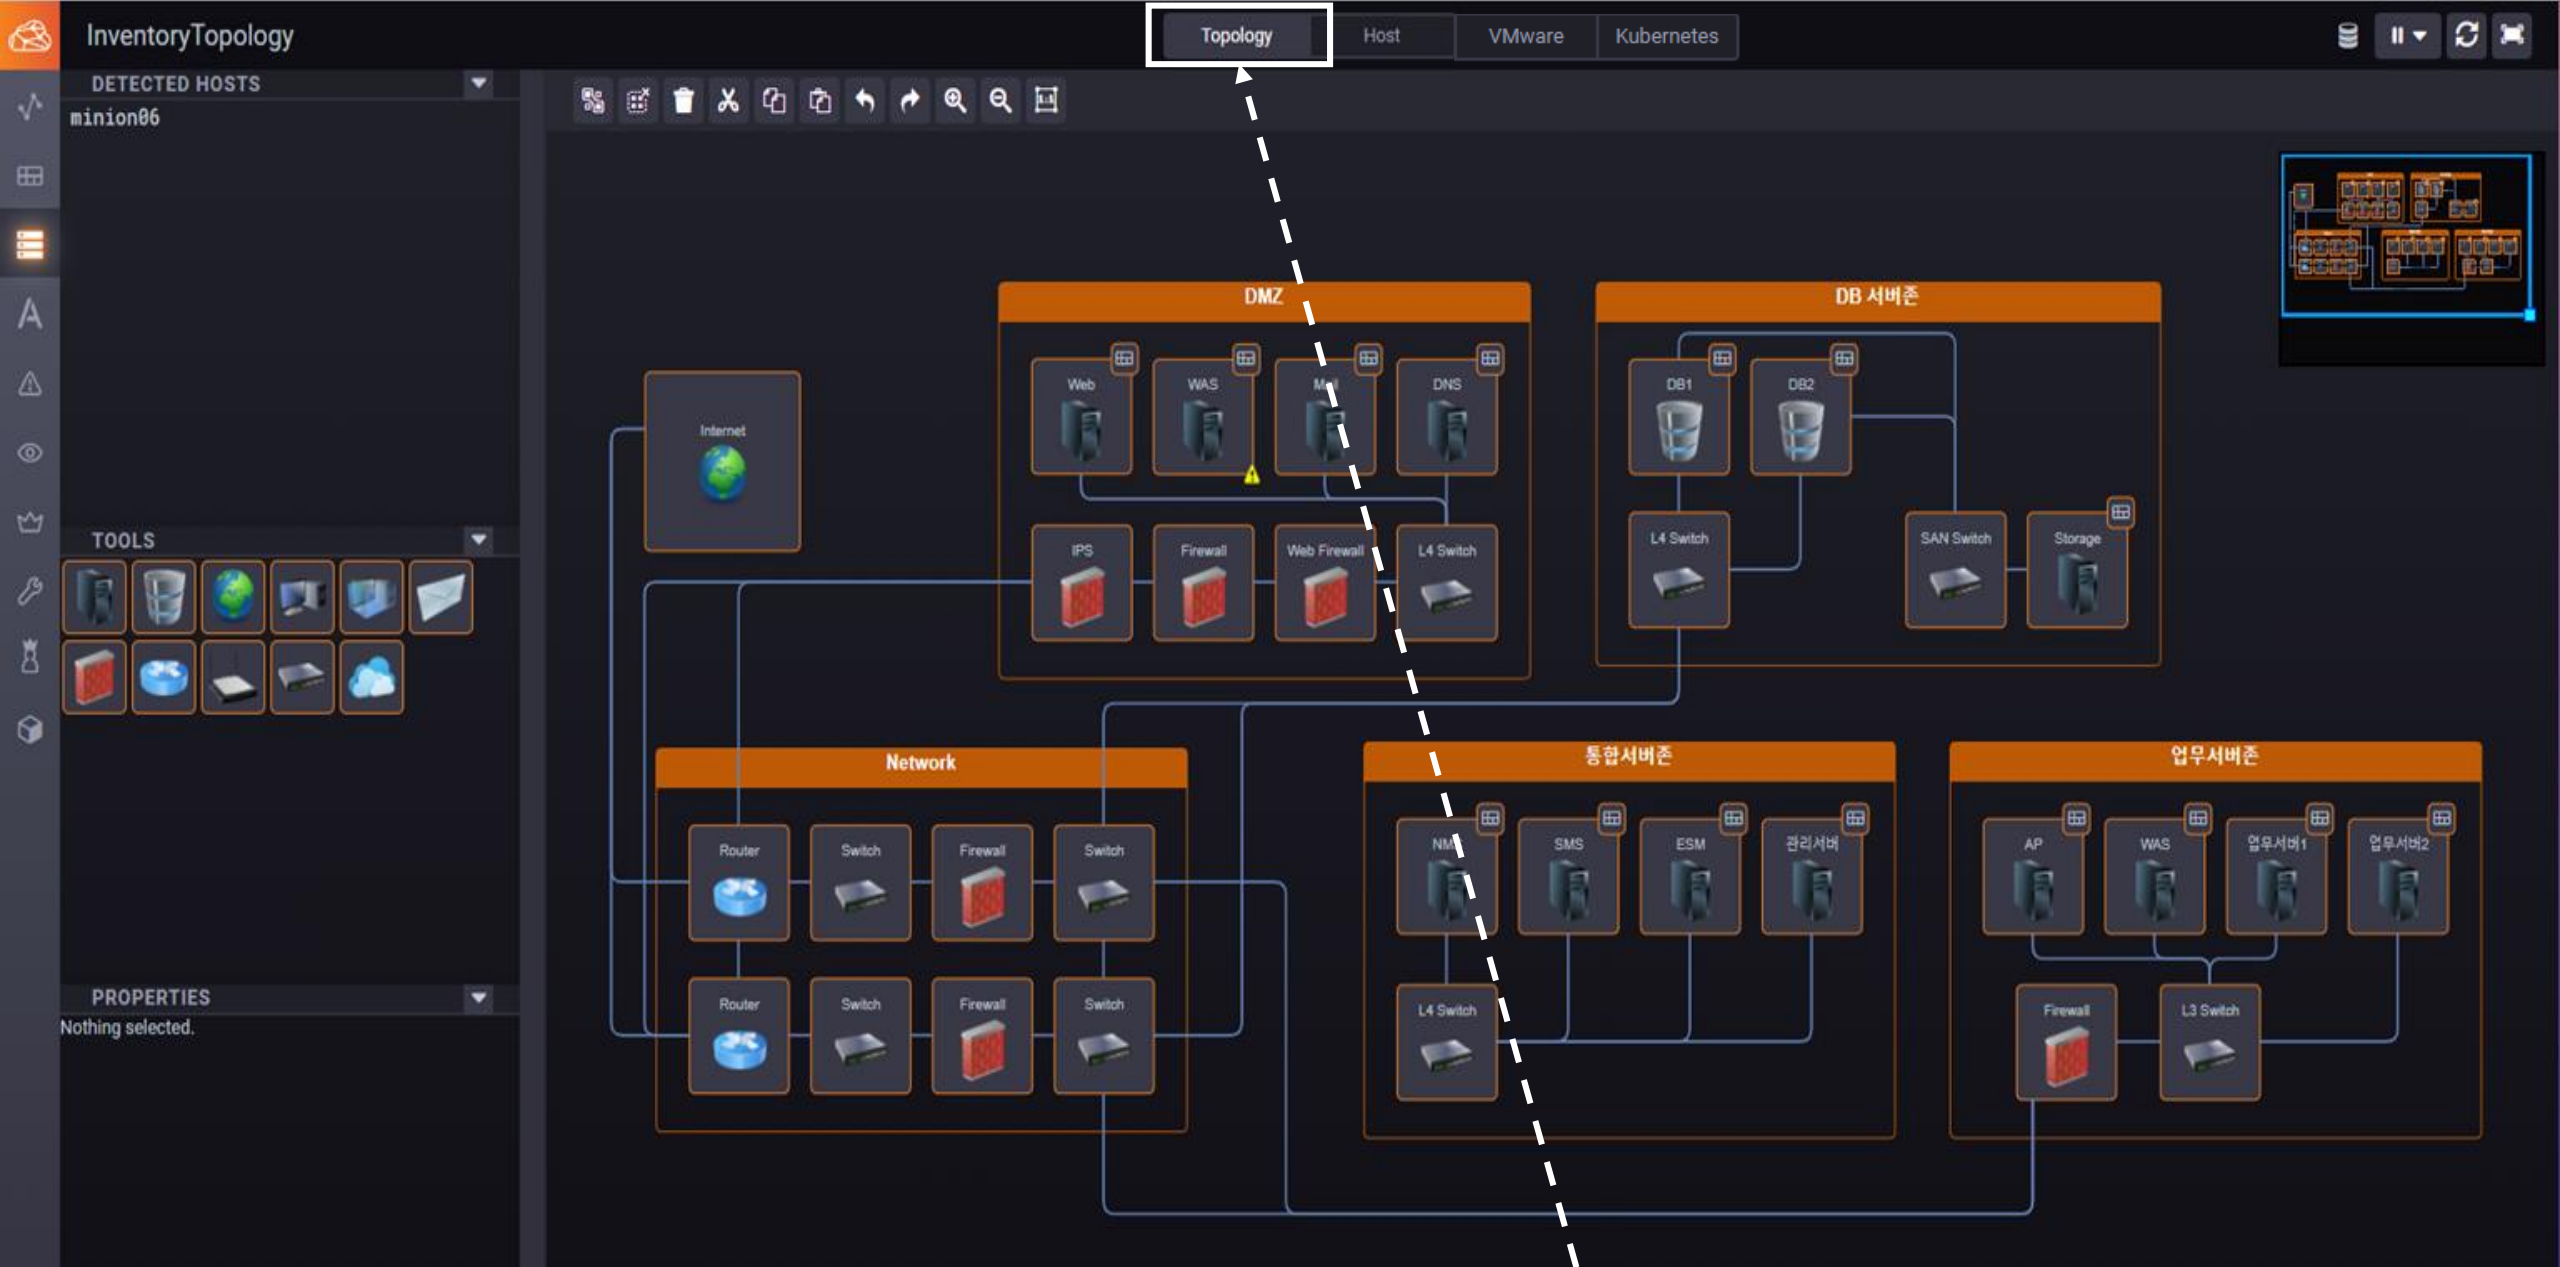 InventoryTopology
Topology
Host
VMware
Kubernetes
DETECTED HOSTS
minion06
TOOLS
PROPERTIES
Nothing selected.
Internet
DMZ
Web
WAS
DNS
IPS
Firewall
Web Firewall
L4 Switch
DB 서버존
DB1
DB2
L4 Switch
SAN Switch
Storage
Network
Router
Switch
Firewall
Switch
Router
Switch
Firewall
Switch
통합서버존
SMS
ESM
관리서버
L4 Switch
업무서버존
AP
WAS
업무서버1
업무서버2
Firewall
L3 Switch